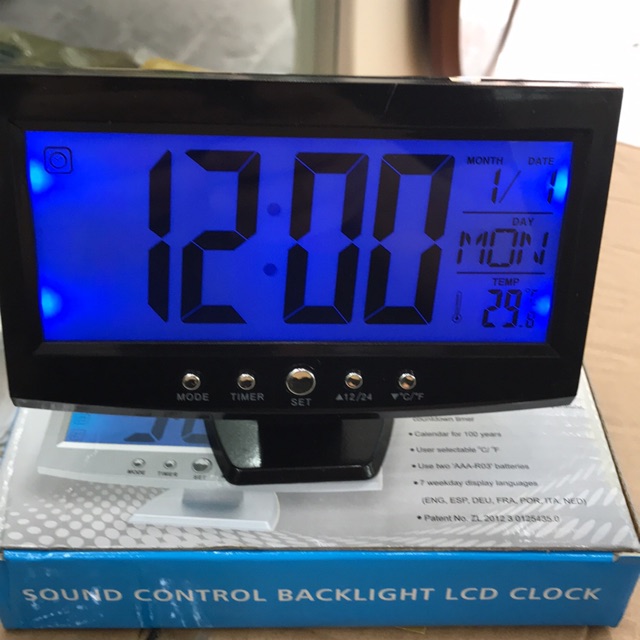 12:00
MONTH DATE
1/ 1
DAY
MON
TEMP
29.
MODE TIMER SET ▲12/24 ▼°C/°F
countdown timer
• Calendar for 100 years
• User selectable °C/°F
• Use two 'AAA-R03' batteries
• 7 weekday display languages
(ENG, ESP, DEU, FRA, POR, ITA, NED)
• Patent No. ZL 2012 3 0125435.0
MODE TIMER SET
SOUND CONTROL BACKLIGHT LCD CLOCK